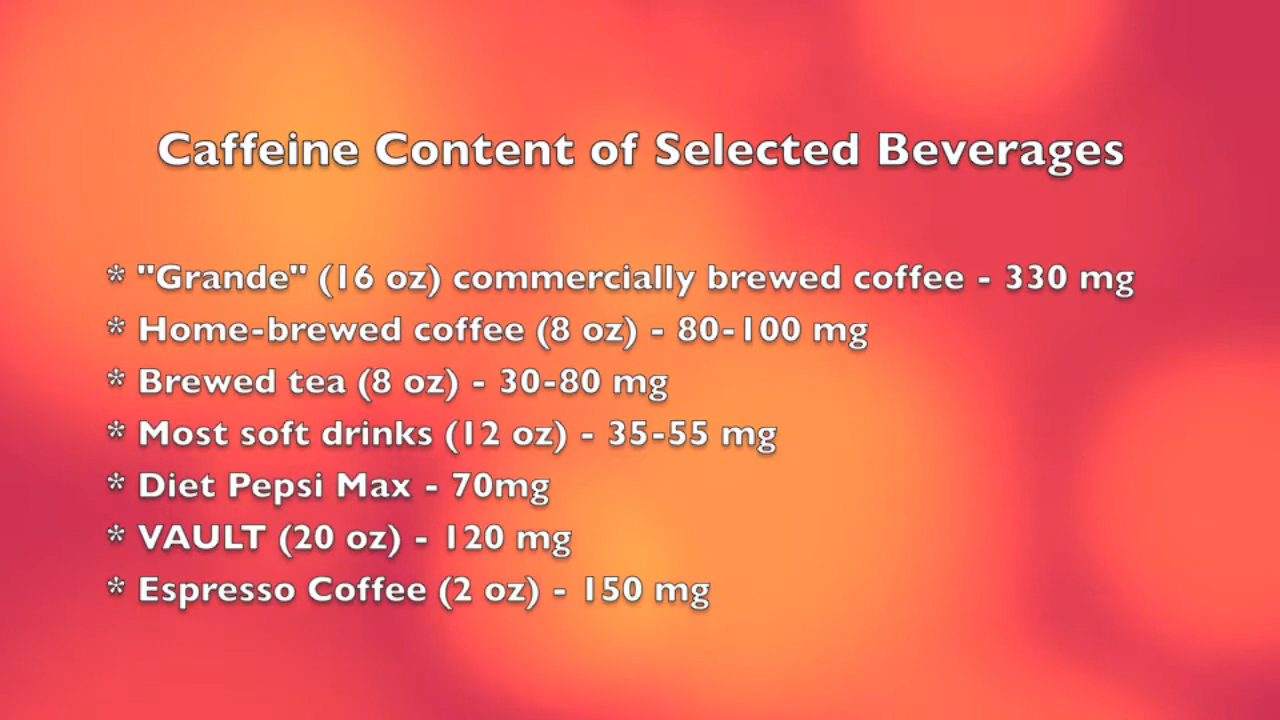 Caffeine Content of Selected Beverages
* "Grande" (16 oz) commercially brewed coffee - 330 mg
* Home-brewed coffee (8 oz) - 80-100 mg
* Brewed tea (8 oz) - 30-80 mg
* Most soft drinks (12 oz) - 35-55 mg
* Diet Pepsi Max - 70mg
* VAULT (20 oz) - 120 mg
* Espresso Coffee (2 oz) - 150 mg